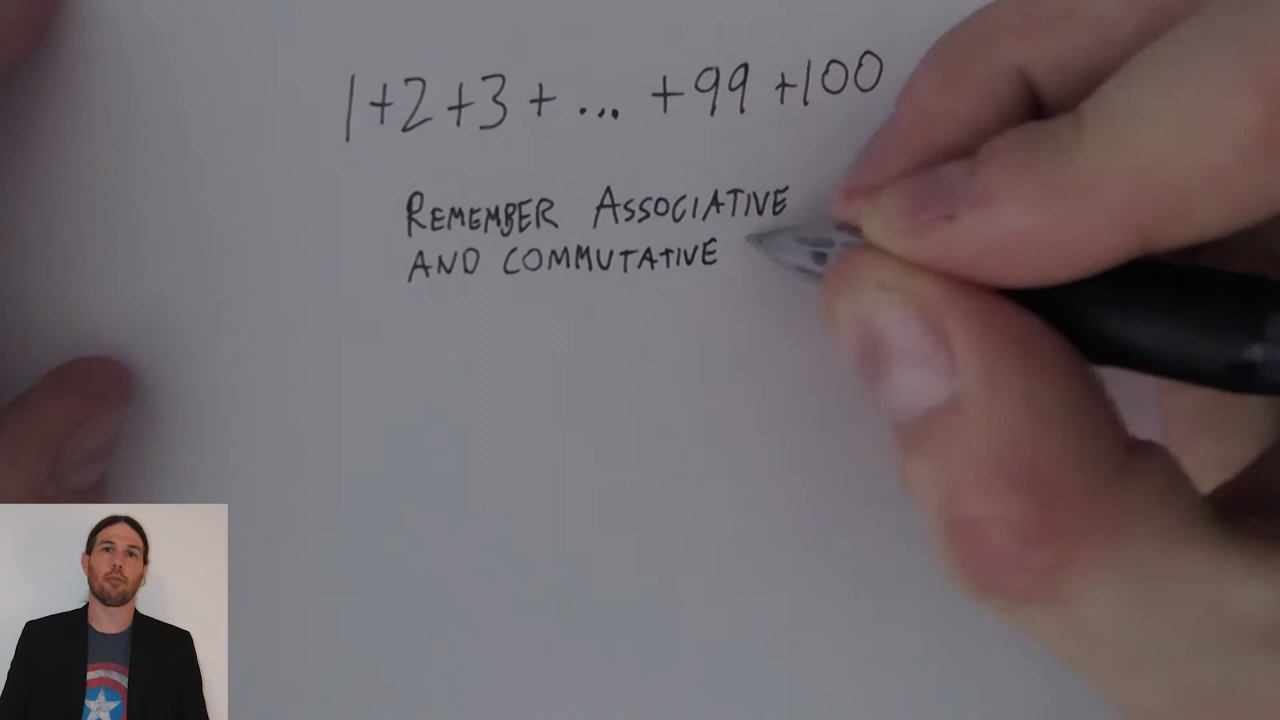 1+2+3+... +99+100
REMEMBER ASSOCIATIVE
AND COMMUTATIVE